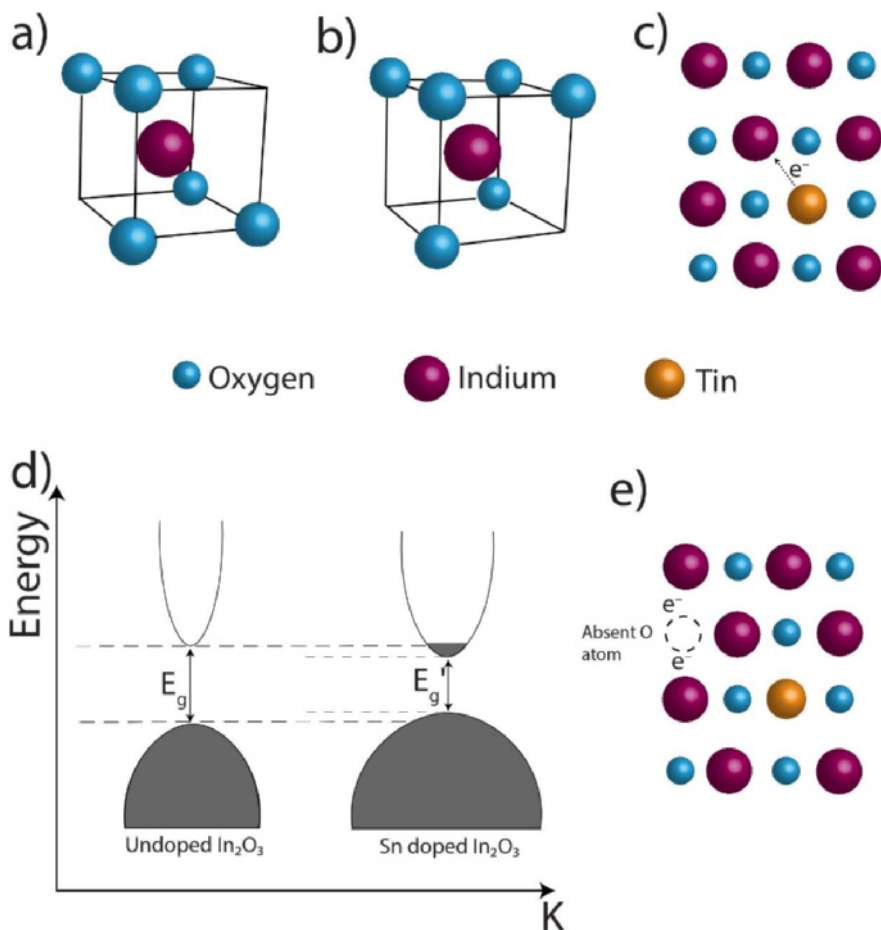 a)
b)
c)
e⁻
Oxygen
Indium
Tin
d)
Energy
E_g
E_g'
Undoped In₂O₃
Sn doped In₂O₃
K
e)
e⁻
Absent O
atom
e⁻